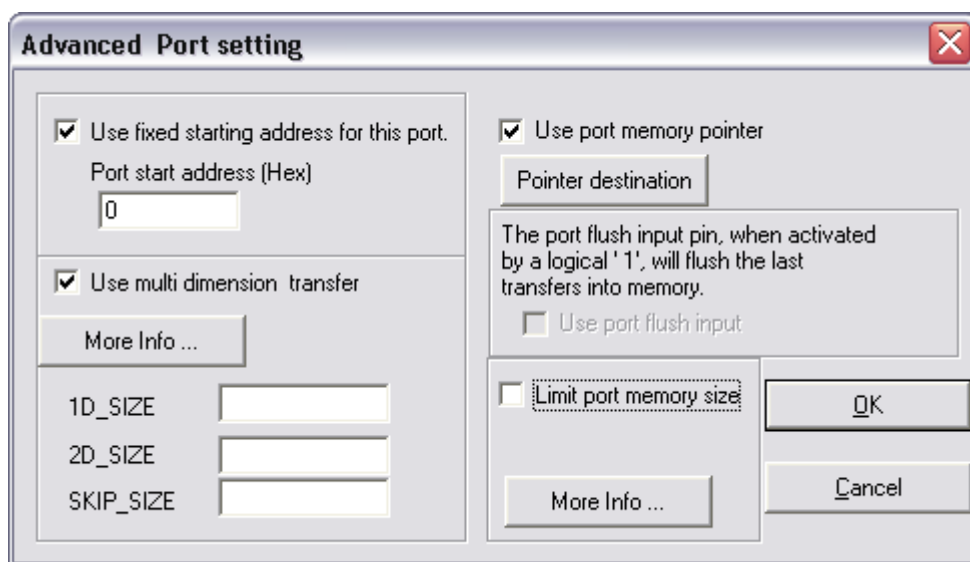 Advanced  Port setting
Use fixed starting address for this port.
Port start address (Hex)
0
Use multi dimension  transfer
More Info ...
1D_SIZE
2D_SIZE
SKIP_SIZE
Use port memory pointer
Pointer destination
The port flush input pin, when activated
by a logical ' 1', will flush the last
transfers into memory.
Use port flush input
Limit port memory size
More Info ...
OK
Cancel